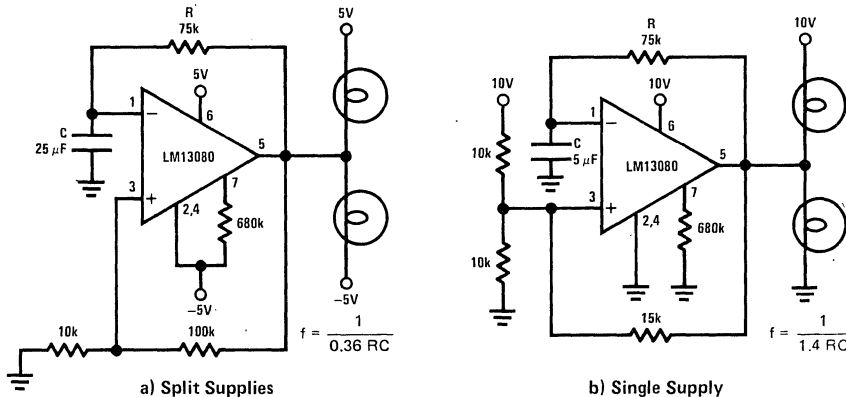 R
75k
5V
5V
1
6
C
25 μF
LM13080
5
3
7
2,4
680k
-5V
-5V
10k
100k
f = 1 / 0.36 RC
a) Split Supplies
R
75k
10V
10V
10V
1
6
10k
C
5 μF
LM13080
5
3
7
2,4
680k
10k
15k
f = 1 / 1.4 RC
b) Single Supply